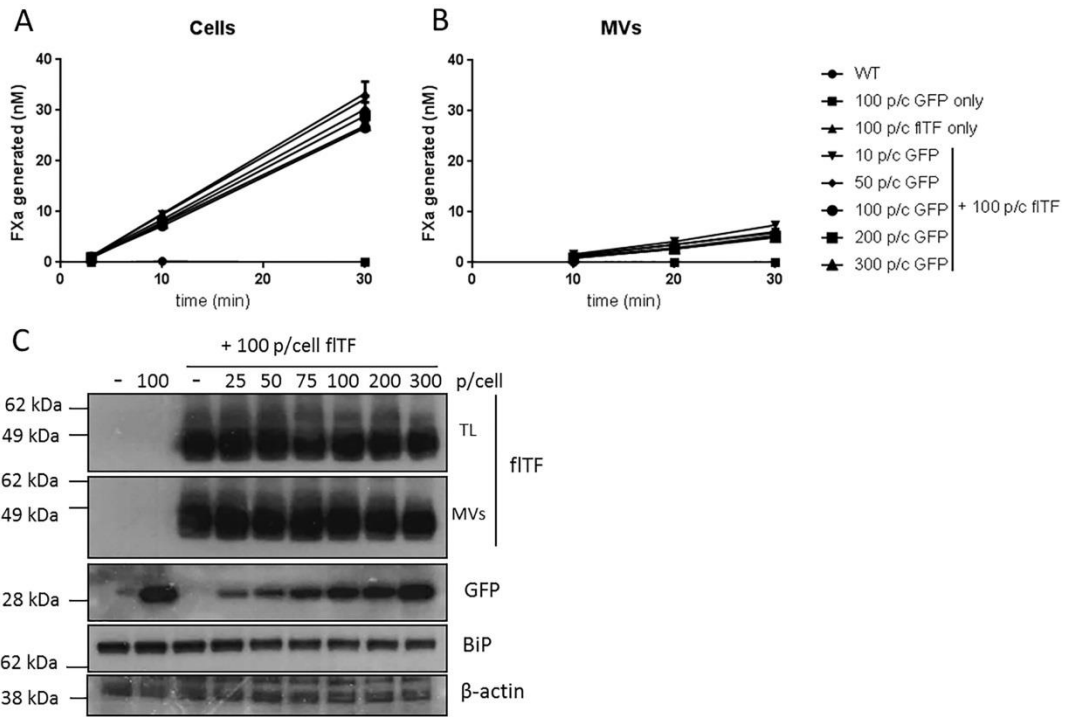 A
Cells
FXa generated (nM)
40
30
20
10
0
0 10 20 30
time (min)
B
MVs
FXa generated (nM)
40
30
20
10
0
0 10 20 30
time (min)
WT
100 p/c GFP only
100 p/c flTF only
10 p/c GFP
50 p/c GFP
100 p/c GFP
200 p/c GFP
300 p/c GFP
+ 100 p/c flTF
C
+ 100 p/cell flTF
- 100 - 25 50 75 100 200 300 p/cell
62 kDa
49 kDa
TL
62 kDa
49 kDa
MVs
flTF
28 kDa
GFP
BiP
62 kDa
38 kDa
β-actin